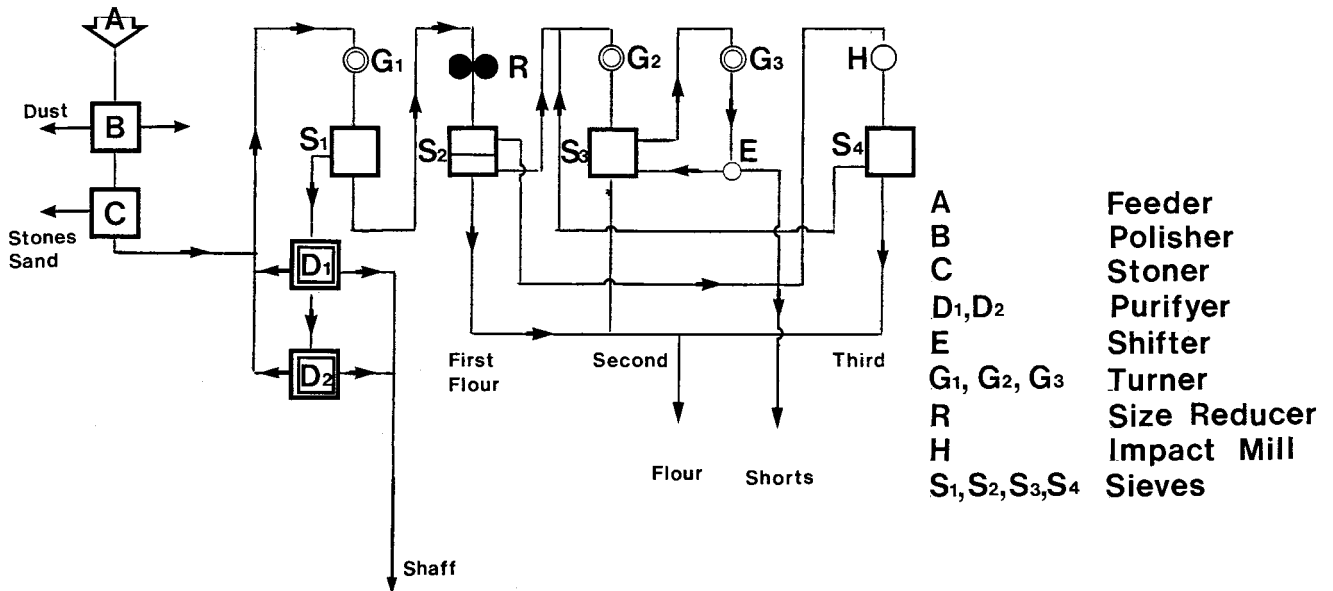 A
G1
R
G2
G3
H
Dust
B
S1
S2
S3
E
S4
C
Stones
Sand
D1
D2
First
Flour
Second
Third
Flour
Shorts
Shaff
A Feeder
B Polisher
C Stoner
D1,D2 Purifyer
E Shifter
G1, G2, G3 Turner
R Size Reducer
H Impact Mill
S1,S2,S3,S4 Sieves